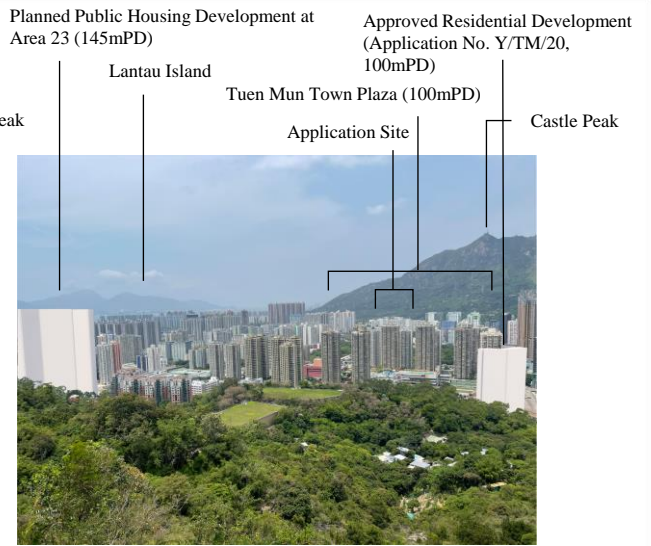 Planned Public Housing Development at
Area 23 (145mPD)
Approved Residential Development
(Application No. Y/TM/20,
100mPD)
Lantau Island
Tuen Mun Town Plaza (100mPD)
eak
Castle Peak
Application Site